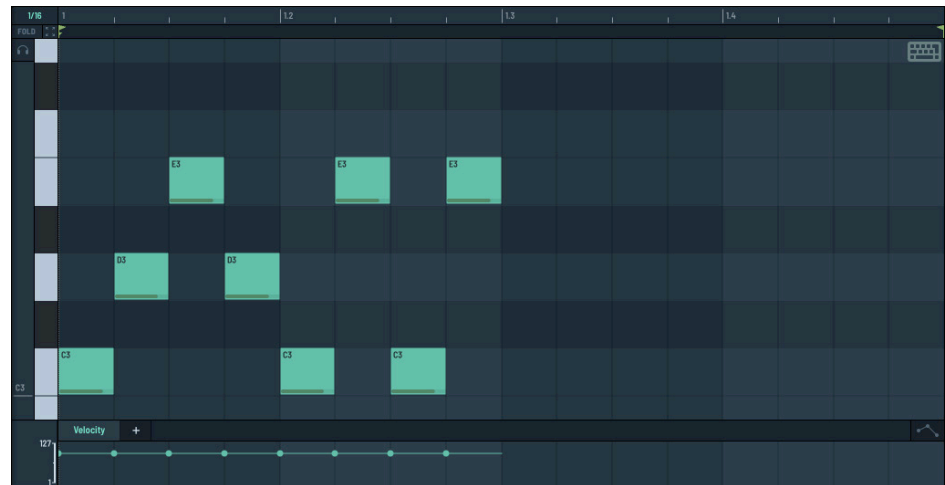 1/16 1 1.2 1.3 1.4
FOLD
E3 E3 E3
D3 D3
C3 C3 C3
C3
Velocity +
127
1